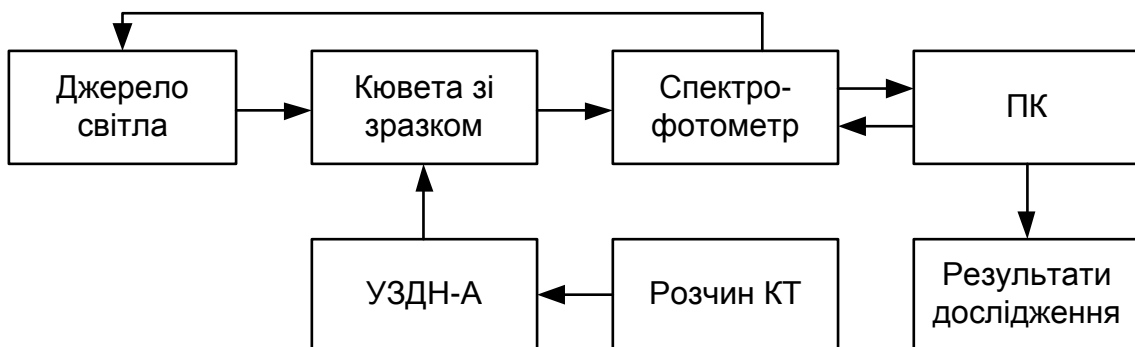 Джерело
світла
Кювета зі
зразком
Спектро-
фотометр
ПК
УЗДН-А
Розчин КТ
Результати
дослідження